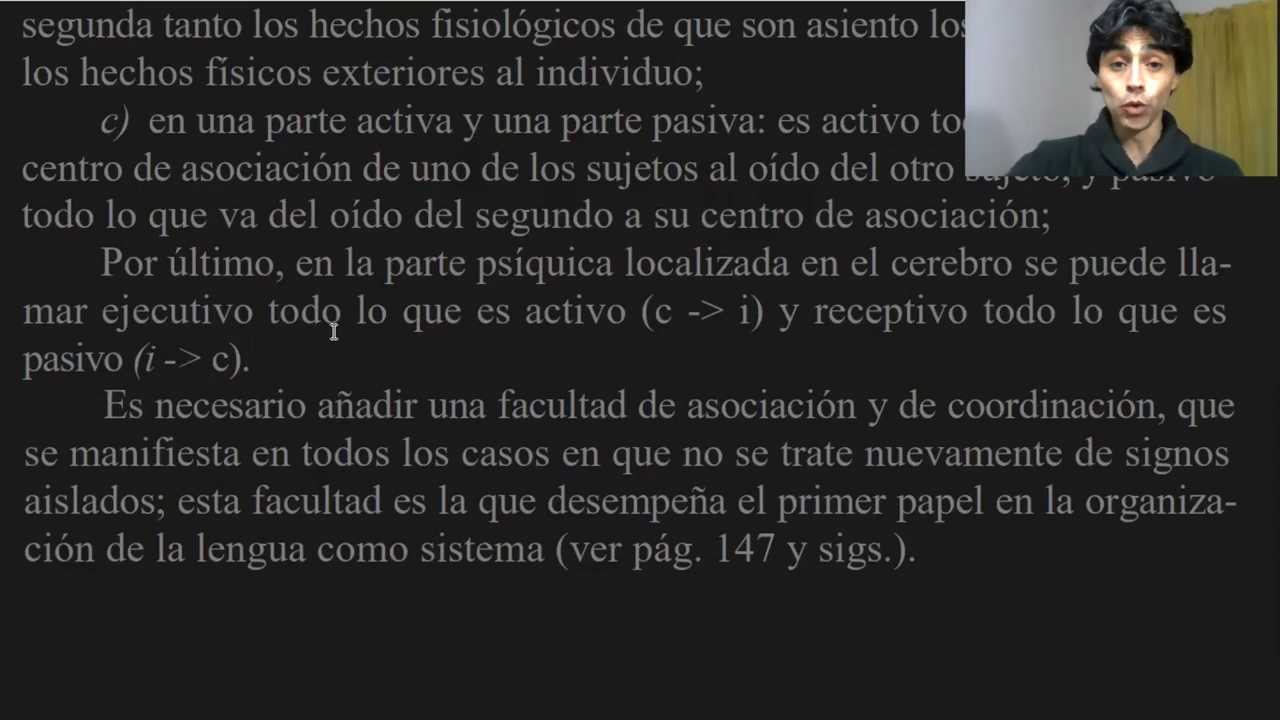 segunda tanto los hechos fisiológicos de que son asiento los
los hechos físicos exteriores al individuo;
c) en una parte activa y una parte pasiva: es activo
centro de asociación de uno de los sujetos al oído del otro sujeto, y pasivo
todo lo que va del oído del segundo a su centro de asociación;
Por último, en la parte psíquica localizada en el cerebro se puede lla-
mar ejecutivo todo lo que es activo (c -> i) y receptivo todo lo que es
pasivo (i -> c).
Es necesario añadir una facultad de asociación y de coordinación, que
se manifiesta en todos los casos en que no se trate nuevamente de signos
aislados; esta facultad es la que desempeña el primer papel en la organiza-
ción de la lengua como sistema (ver pág. 147 y sigs.).